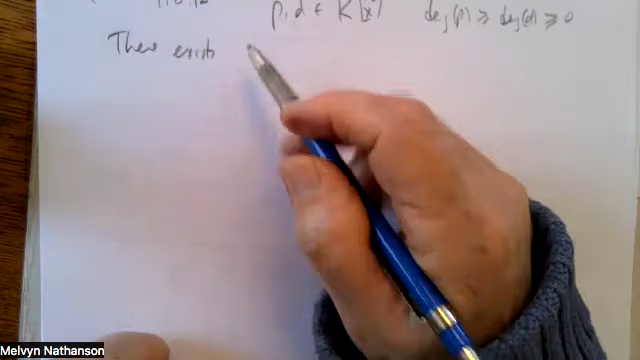 p, d ∈ K[x] deg(p) ≥ deg(d) ≥ 0
There exists
Melvyn Nathanson